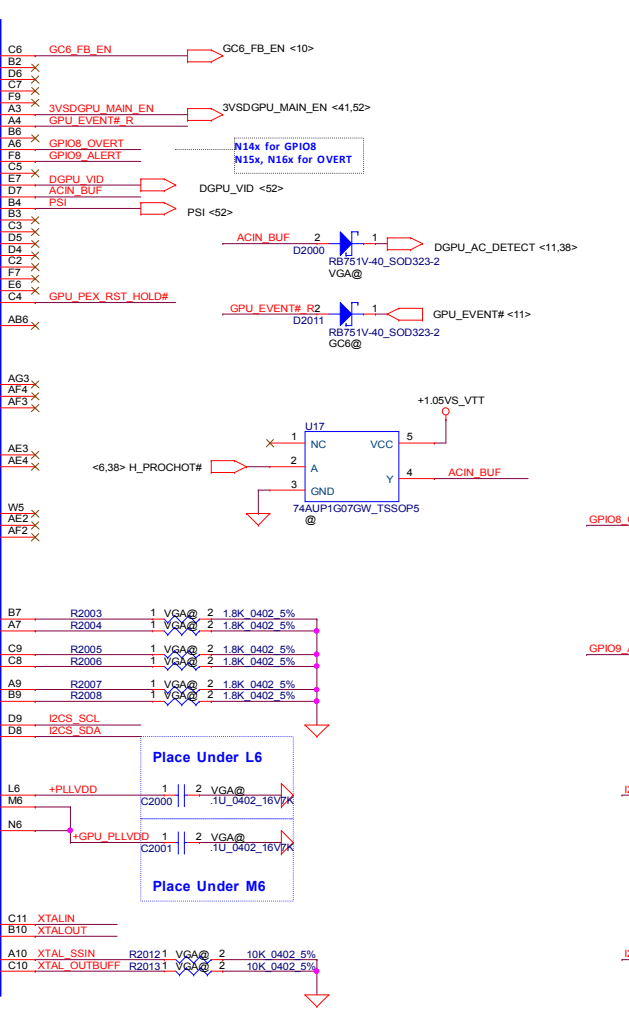 C6 GC6_FB_EN GC6_FB_EN <10>
B2
D6
C7
F9
A3 3VSDGPU_MAIN_EN 3VSDGPU_MAIN_EN <41,52>
A4 GPU_EVENT#_R
B6
A6 GPIO8_OVERT N14x for GPIO8
F8 GPIO9_ALERT N15x, N16x for OVERT
C5
E7 DGPU_VID DGPU_VID <52>
D7 ACIN_BUF
B4 PSI PSI <52>
B3
C3
D5
D4
C2
F7
E6
C4 GPU_PEX_RST_HOLD#
AB6
ACIN_BUF 2 1 DGPU_AC_DETECT <11,38>
D2000
RB751V-40_SOD323-2
VGA@
GPU_EVENT#_R2 1 GPU_EVENT# <11>
D2011
RB751V-40_SOD323-2
GC6@
AG3
AF4
AF3
AE3
AE4
W5
AE2
AF2
+1.05VS_VTT
U17
1 NC VCC 5
<6,38> H_PROCHOT# 2 A
Y 4 ACIN_BUF
3 GND
74AUP1G07GW_TSSOP5
@
GPIO8_
B7 R2003 1 VGA@ 2 1.8K_0402_5%
A7 R2004 1 VGA@ 2 1.8K_0402_5%
C9 R2005 1 VGA@ 2 1.8K_0402_5%
C8 R2006 1 VGA@ 2 1.8K_0402_5%
GPIO9_
A9 R2007 1 VGA@ 2 1.8K_0402_5%
B9 R2008 1 VGA@ 2 1.8K_0402_5%
D9 I2CS_SCL
D8 I2CS_SDA
Place Under L6
L6 +PLLVDD 1 2 VGA@
C2000 .1U_0402_16V7K
M6
N6
+GPU_PLLVDD 1 2 VGA@
C2001 .1U_0402_16V7K
Place Under M6
C11 XTALIN
B10 XTALOUT
A10 XTAL_SSIN R2012 1 VGA@ 2 10K_0402_5%
C10 XTAL_OUTBUFF R2013 1 VGA@ 2 10K_0402_5%